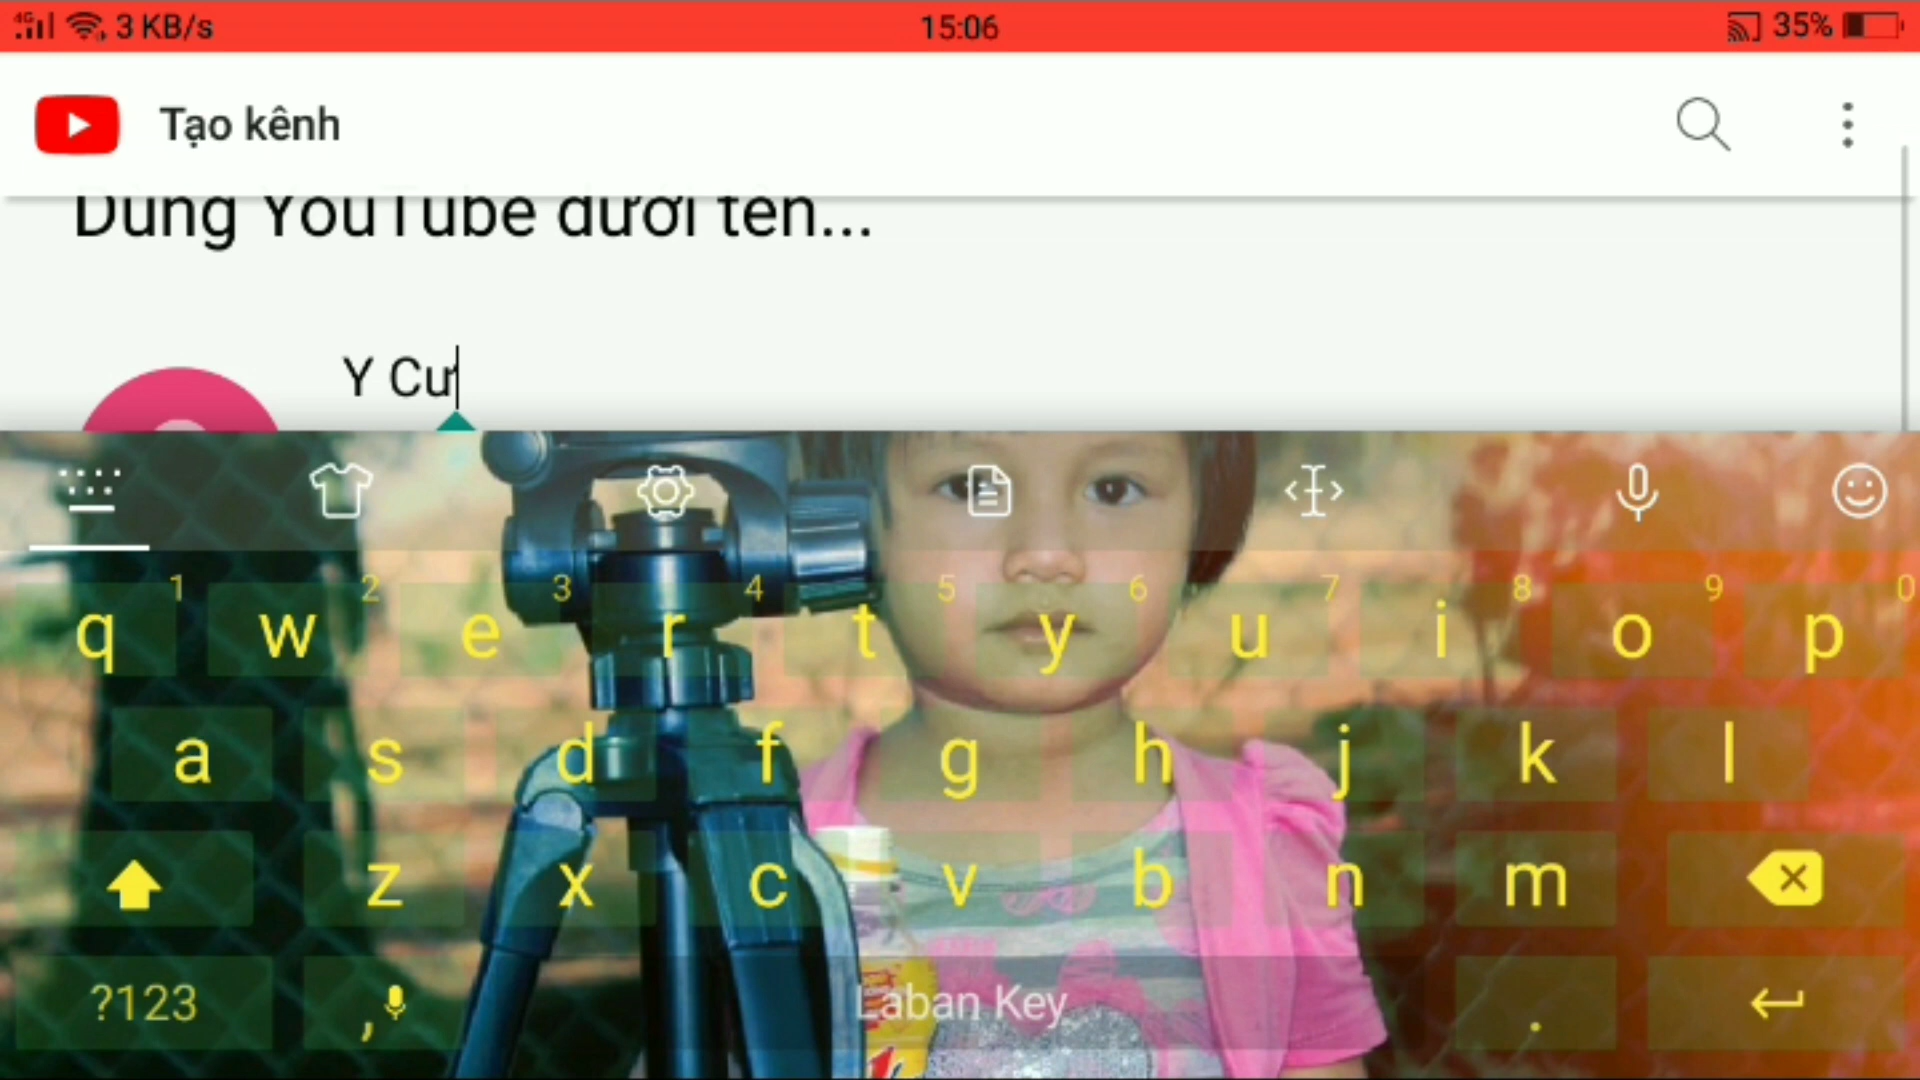 4G 3 KB/s 15:06 35%
Tạo kênh
Dùng YouTube dưới tên...
Y Cư
1 2 3 4 5 6 7 8 9 0
q w e r t y u i o p
a s d f g h j k l
z x c v b n m
?123 , Laban Key .